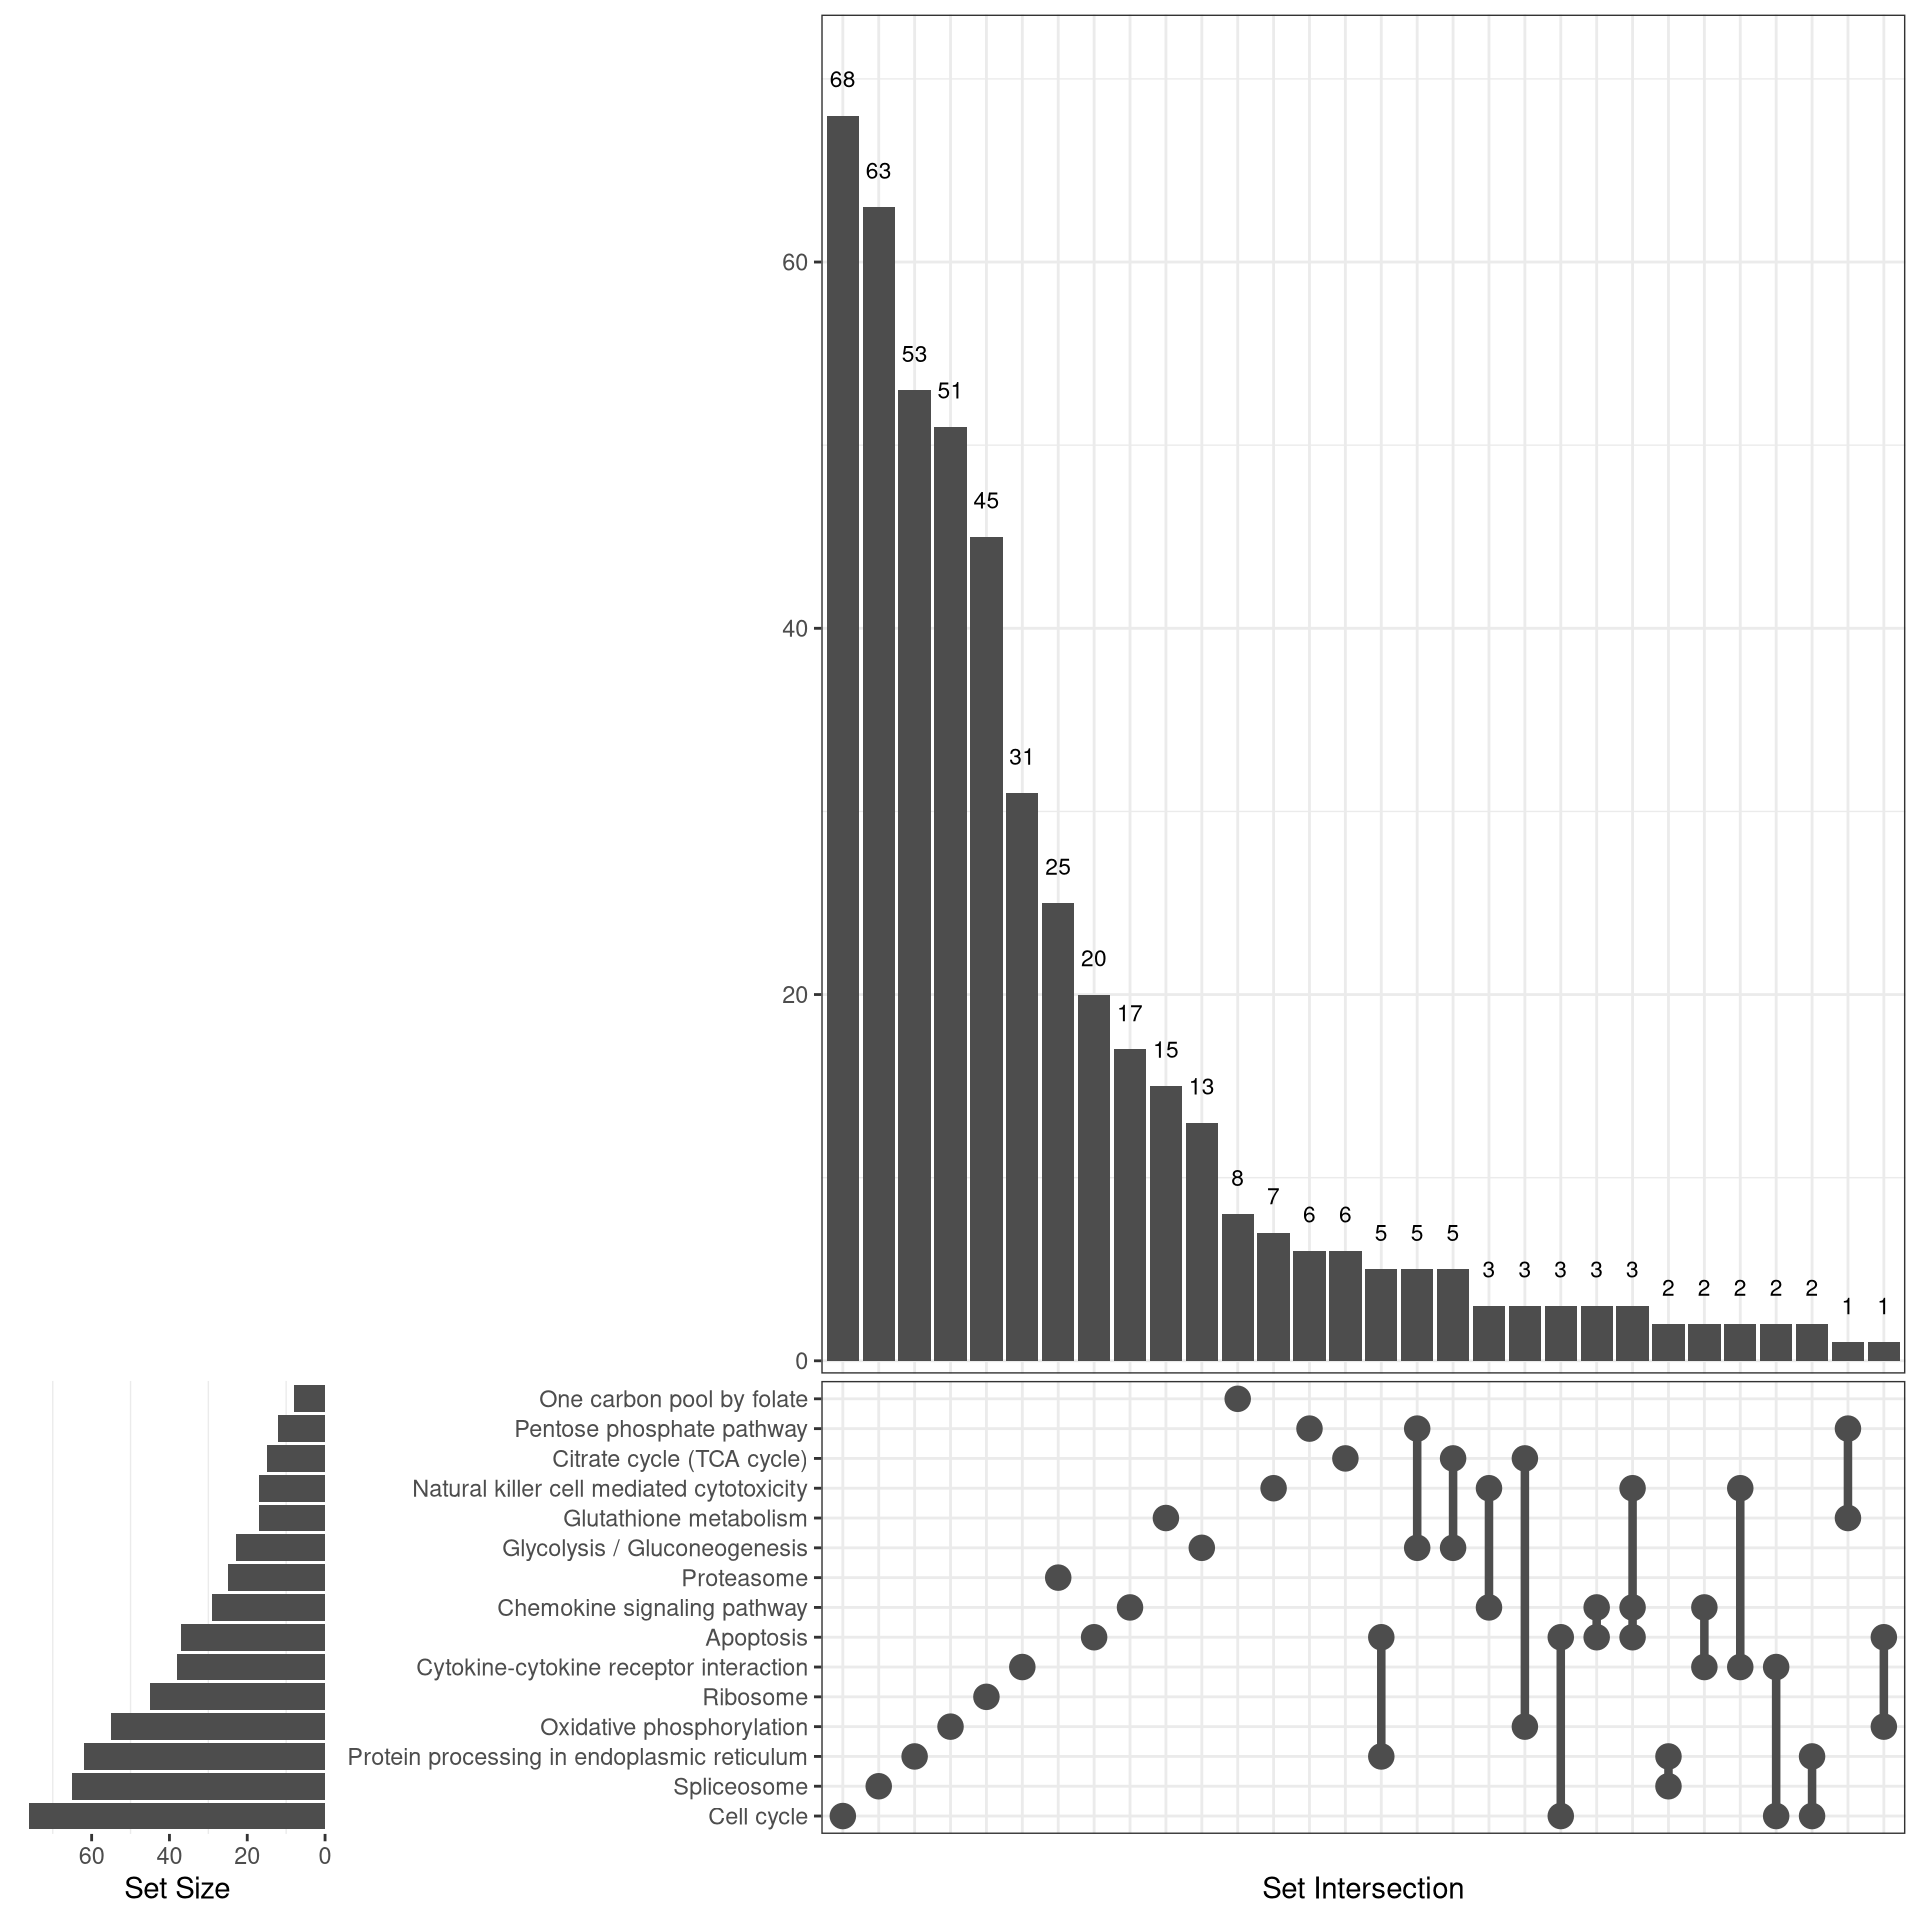 68
63
53
51
45
31
25
20
17
15
13
8
7
6
6
5
5
5
3
3
3
3
3
2
2
2
2
2
1
1
60
40
20
0
One carbon pool by folate
Pentose phosphate pathway
Citrate cycle (TCA cycle)
Natural killer cell mediated cytotoxicity
Glutathione metabolism
Glycolysis / Gluconeogenesis
Proteasome
Chemokine signaling pathway
Apoptosis
Cytokine-cytokine receptor interaction
Ribosome
Oxidative phosphorylation
Protein processing in endoplasmic reticulum
Spliceosome
Cell cycle
60 40 20 0
Set Size
Set Intersection